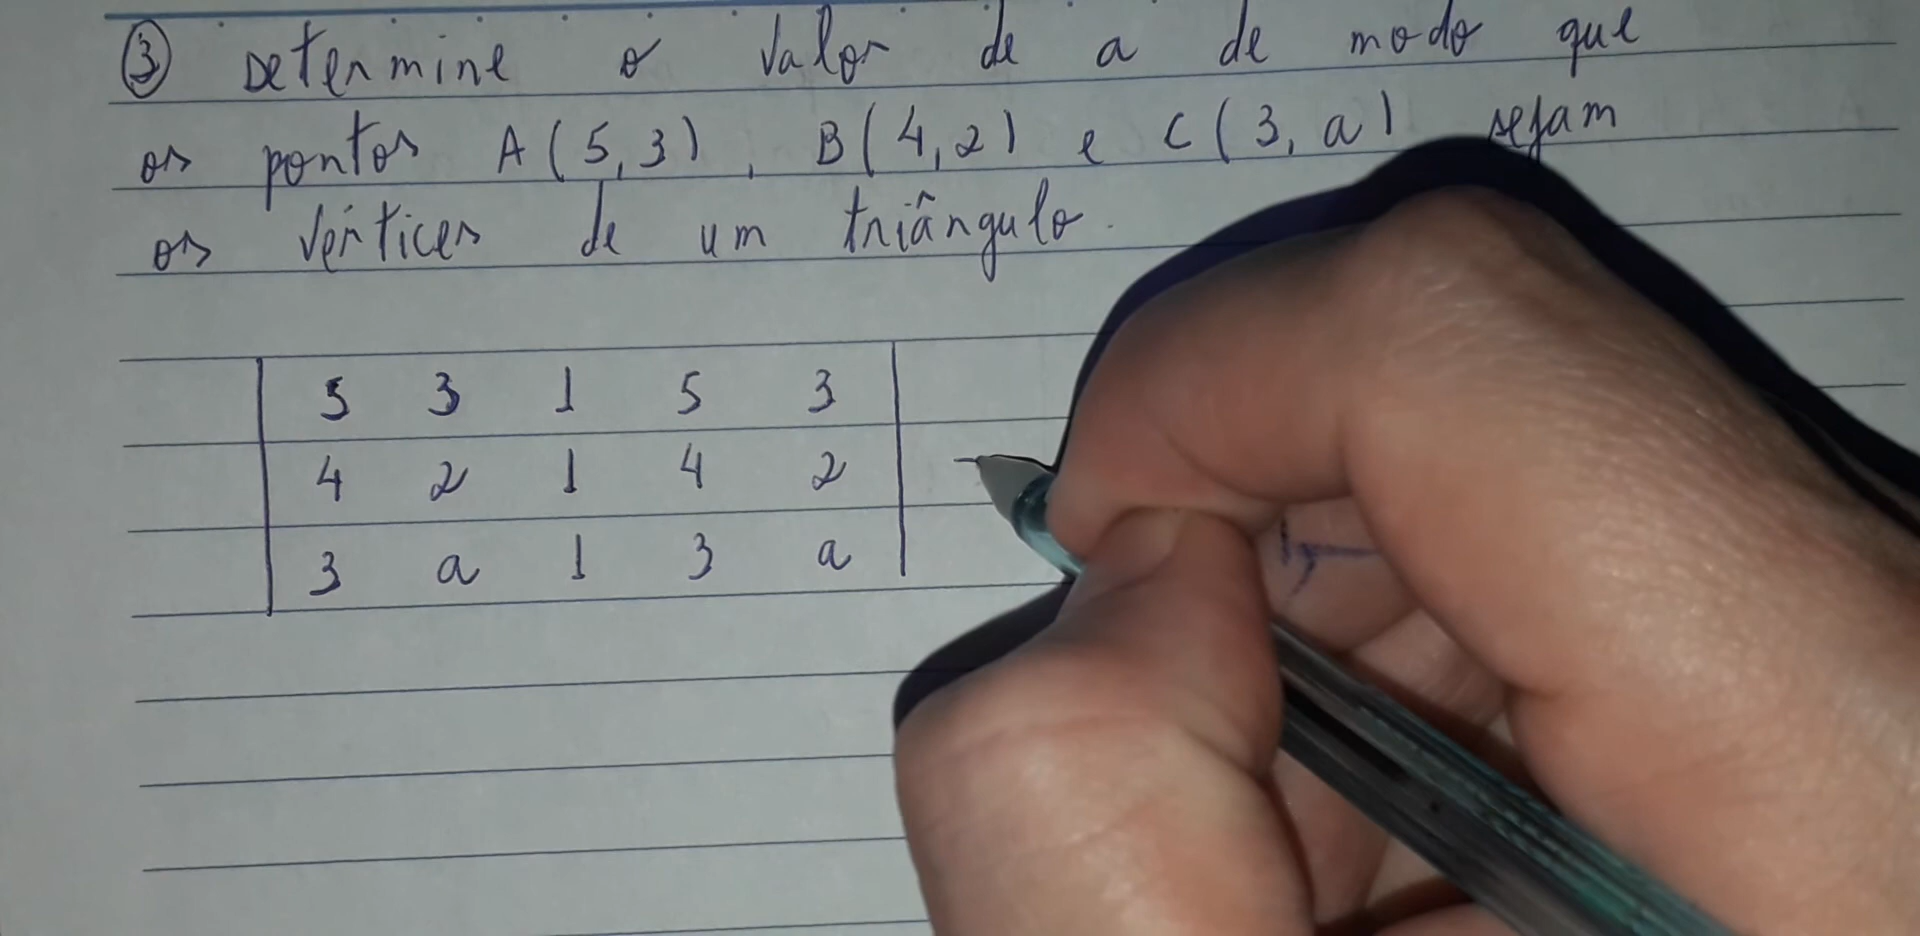 ③ Determine o valor de a de modo que
os pontos A(5,3), B(4,2) e C(3, a) sejam
os vértices de um triângulo.
5 3 1 5 3
4 2 1 4 2
3 a 1 3 a